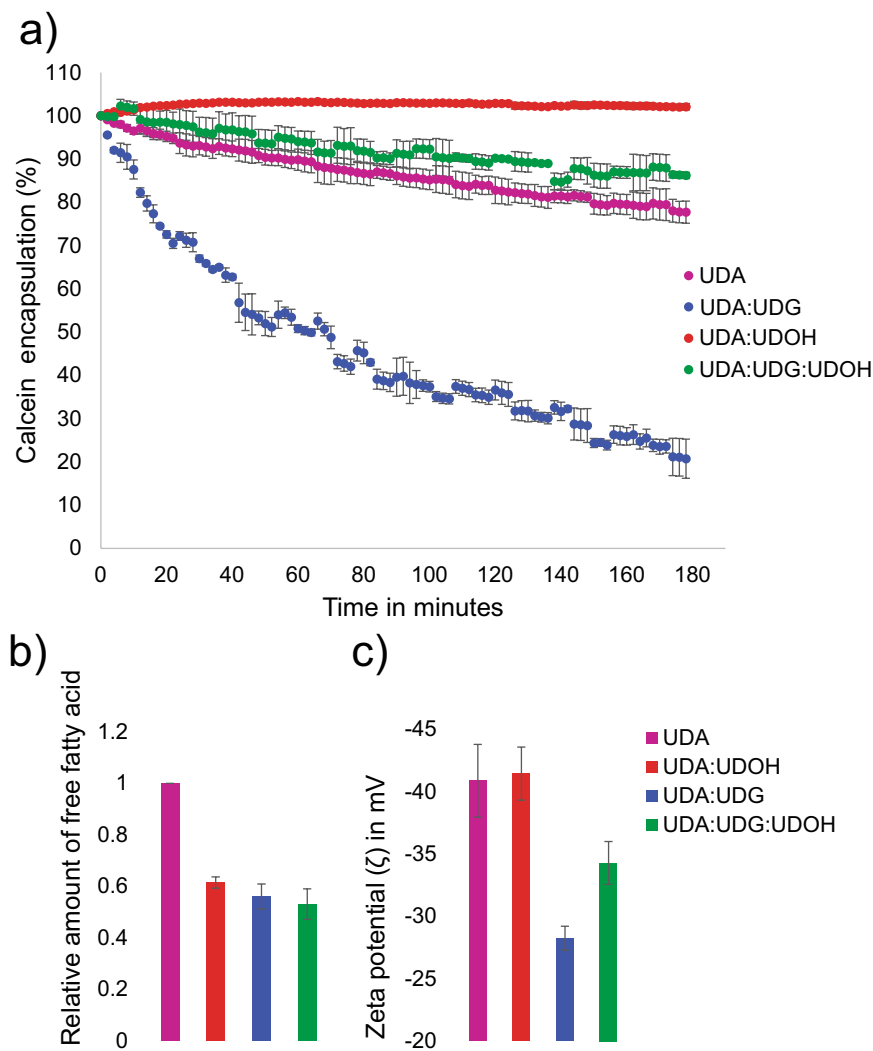 a)
110
100
90
80
70
60
50
40
30
20
10
0
Calcein encapsulation (%)
0 20 40 60 80 100 120 140 160 180
Time in minutes
UDA
UDA:UDG
UDA:UDOH
UDA:UDG:UDOH
b)
Relative amount of free fatty acid
1.2
1
0.8
0.6
0.4
0.2
0
c)
Zeta potential (ζ) in mV
-45
-40
-35
-30
-25
-20
UDA
UDA:UDOH
UDA:UDG
UDA:UDG:UDOH